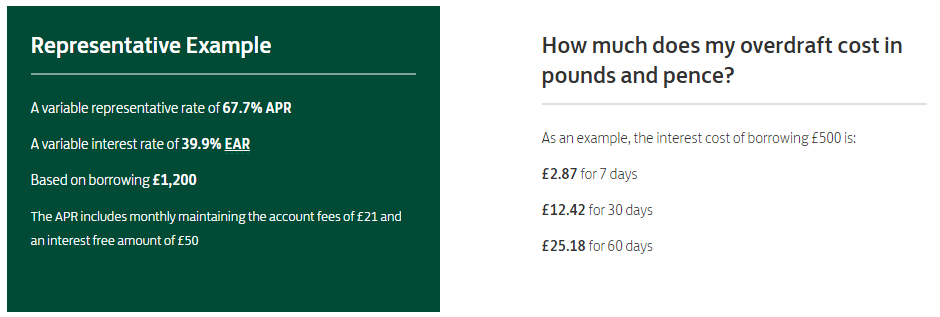 Representative Example
A variable representative rate of 67.7% APR
A variable interest rate of 39.9% EAR
Based on borrowing £1,200
The APR includes monthly maintaining the account fees of £21 and
an interest free amount of £50
How much does my overdraft cost in
pounds and pence?
As an example, the interest cost of borrowing £500 is:
£2.87 for 7 days
£12.42 for 30 days
£25.18 for 60 days